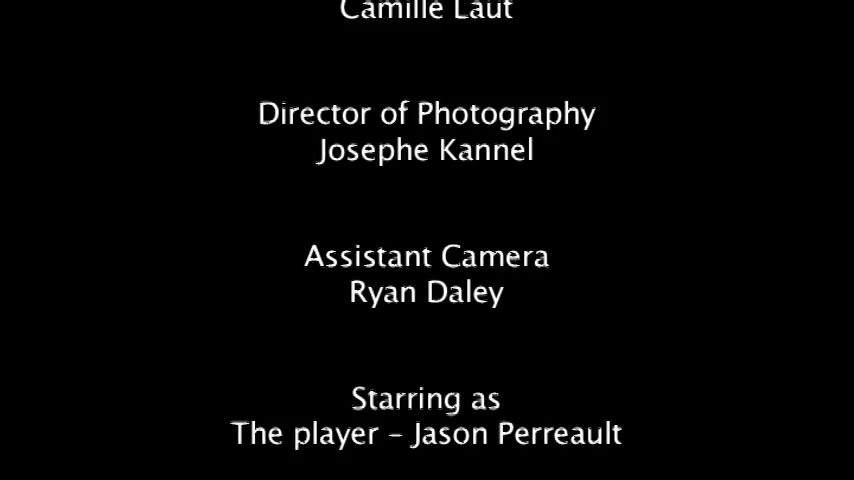 Camille Laut
Director of Photography
Josephe Kannel
Assistant Camera
Ryan Daley
Starring as
The player – Jason Perreault